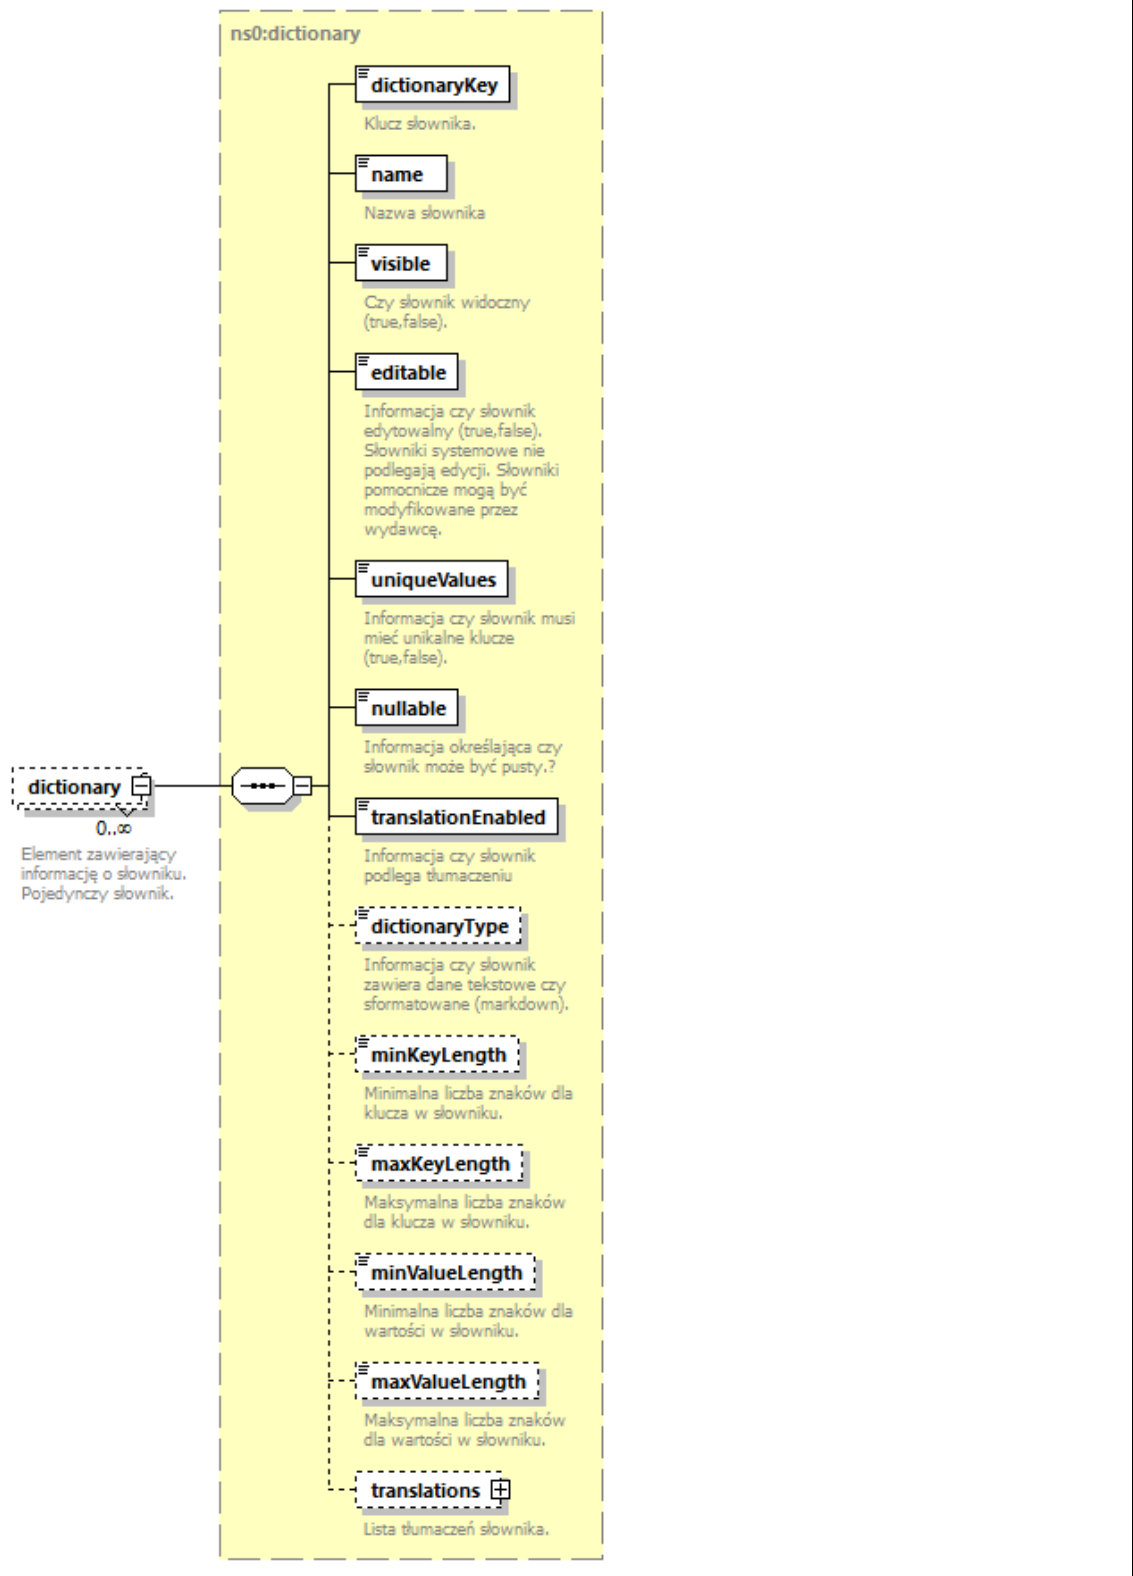 ns0:dictionary
dictionaryKey
Klucz słownika.
name
Nazwa słownika
visible
Czy słownik widoczny
(true,false).
editable
Informacja czy słownik
edytowalny (true,false).
Słowniki systemowe nie
podlegają edycji. Słowniki
pomocnicze mogą być
modyfikowane przez
wydawcę.
uniqueValues
Informacja czy słownik musi
mieć unikalne klucze
(true,false).
nullable
Informacja określająca czy
słownik może być pusty.?
dictionary
0..∞
Element zawierający
informację o słowniku.
Pojedynczy słownik.
translationEnabled
Informacja czy słownik
podlega tłumaczeniu
dictionaryType
Informacja czy słownik
zawiera dane tekstowe czy
sformatowane (markdown).
minKeyLength
Minimalna liczba znaków dla
klucza w słowniku.
maxKeyLength
Maksymalna liczba znaków
dla klucza w słowniku.
minValueLength
Minimalna liczba znaków dla
wartości w słowniku.
maxValueLength
Maksymalna liczba znaków
dla wartości w słowniku.
translations
Lista tłumaczeń słownika.